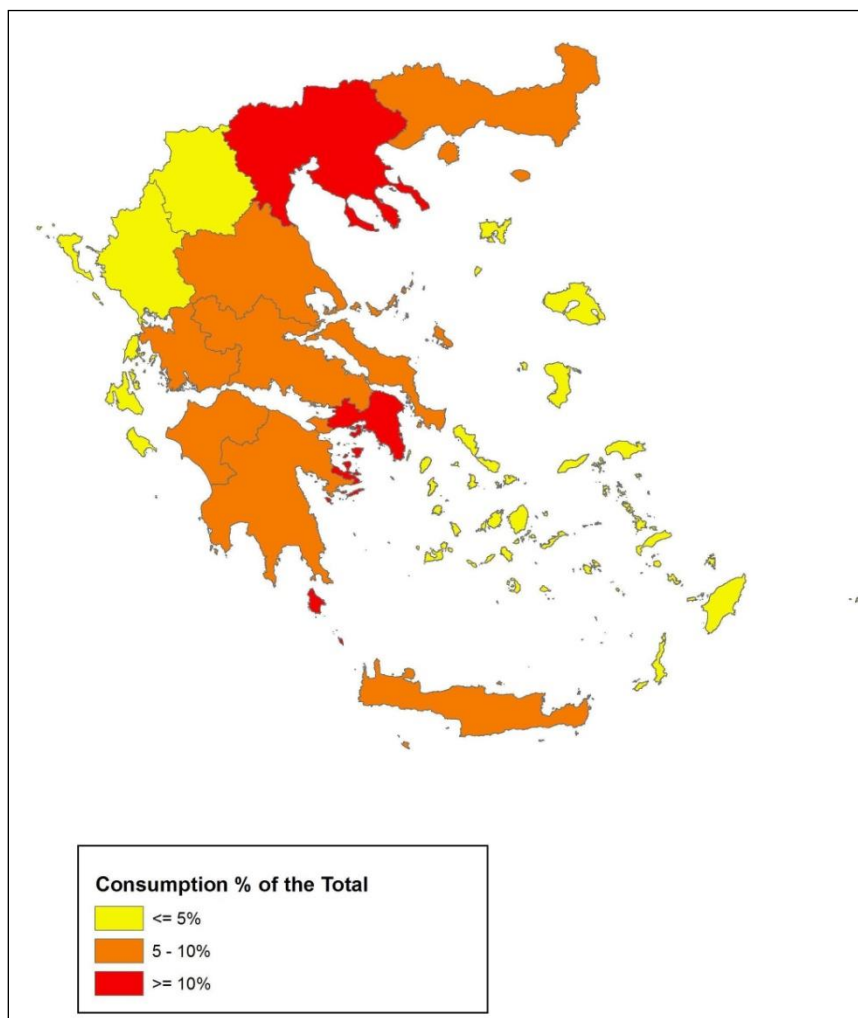 Consumption % of the Total
<= 5%
5 - 10%
>= 10%